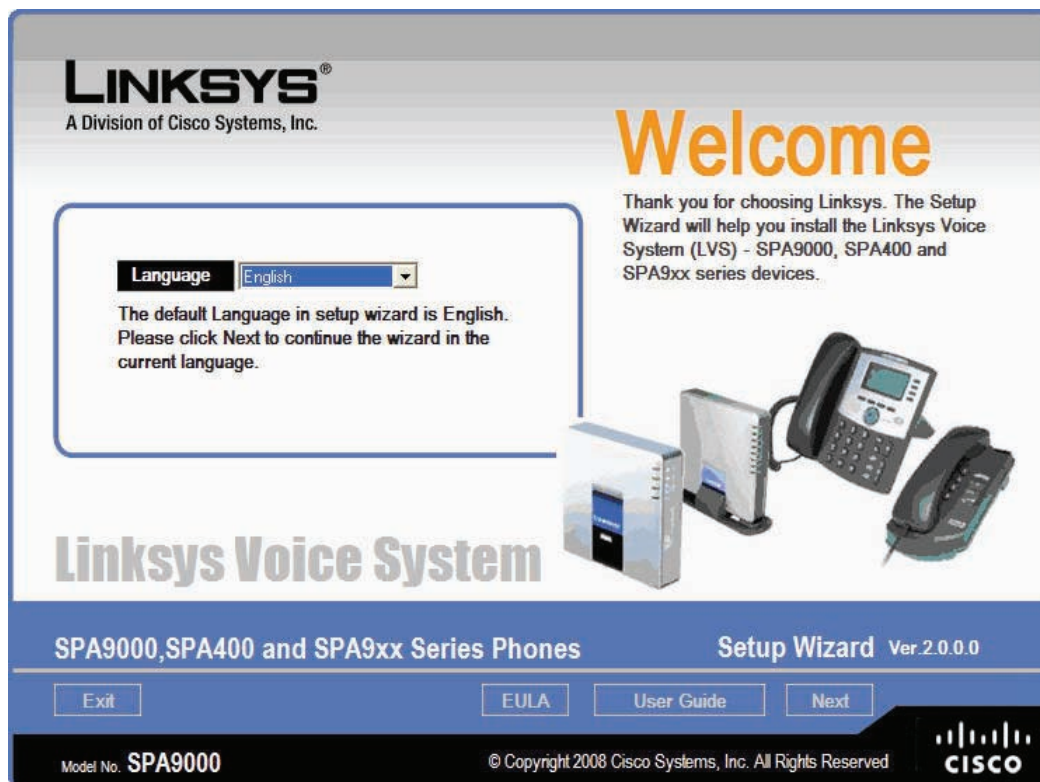 LINKSYS®
A Division of Cisco Systems, Inc.
Welcome
Thank you for choosing Linksys. The Setup
Wizard will help you install the Linksys Voice
System (LVS) - SPA9000, SPA400 and
SPA9xx series devices.
Language English
The default Language in setup wizard is English.
Please click Next to continue the wizard in the
current language.
Linksys Voice System
SPA9000,SPA400 and SPA9xx Series Phones
Setup Wizard Ver.2.0.0.0
Exit
EULA
User Guide
Next
Model No. SPA9000
© Copyright 2008 Cisco Systems, Inc. All Rights Reserved
CISCO